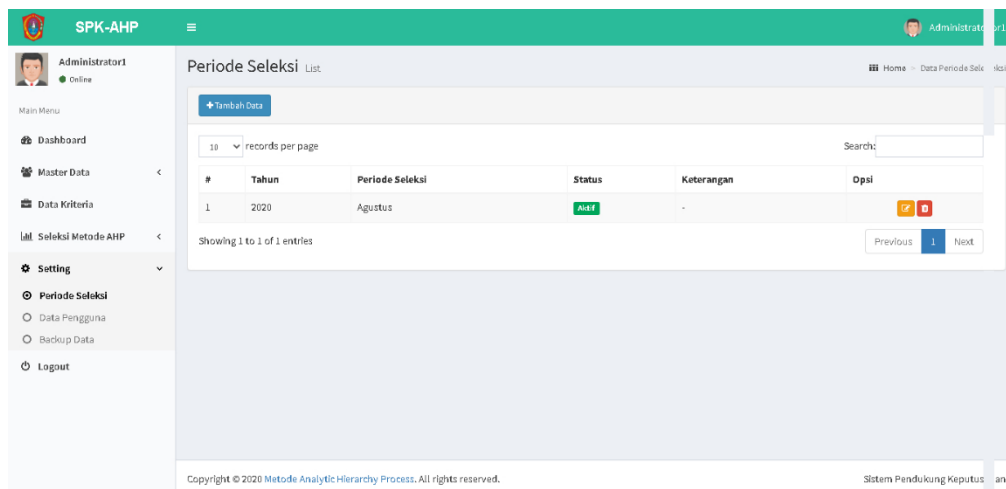 SPK-AHP
Administrator1
Administrator1
Online
Periode Seleksi List
Home > Data Periode Seleksi
Main Menu
Tambah Data
Dashboard
10 records per page
Search:
Master Data
# Tahun Periode Seleksi Status Keterangan Opsi
Data Kriteria
1 2020 Agustus Aktif -
Seleksi Metode AHP
Showing 1 to 1 of 1 entries
Previous 1 Next
Setting
Periode Seleksi
Data Pengguna
Backup Data
Logout
Copyright © 2020 Metode Analytic Hierarchy Process. All rights reserved.
Sistem Pendukung